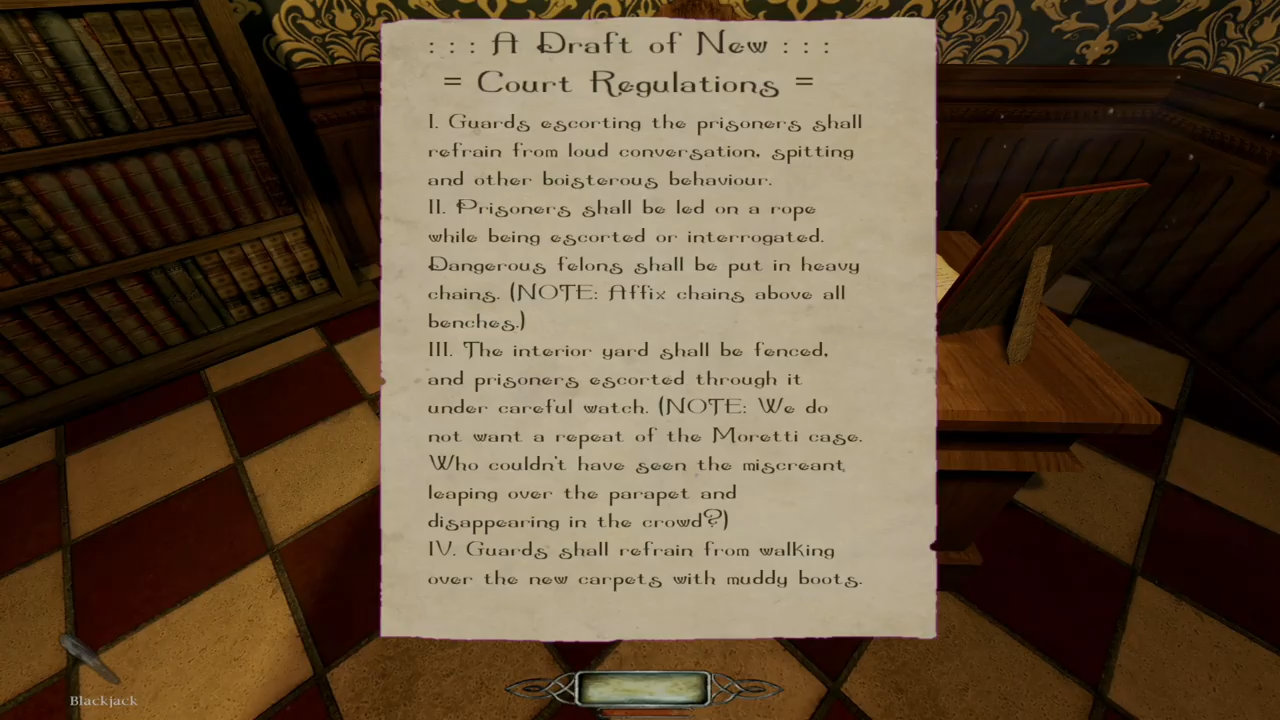 : : : A Draft of New : : :
= Court Regulations =
I. Guards escorting the prisoners shall
refrain from loud conversation, spitting
and other boisterous behaviour.
II. Prisoners shall be led on a rope
while being escorted or interrogated.
Dangerous felons shall be put in heavy
chains. (NOTE: Affix chains above all
benches.)
III. The interior yard shall be fenced,
and prisoners escorted through it
under careful watch. (NOTE: We do
not want a repeat of the Moretti case.
Who couldn't have seen the miscreant
leaping over the parapet and
disappearing in the crowd?)
IV. Guards shall refrain from walking
over the new carpets with muddy boots.
Blackjack